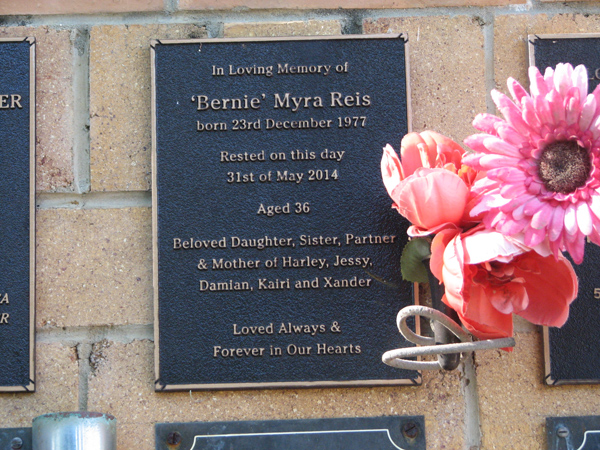 In Loving Memory of
'Bernie' Myra Reis
born 23rd December 1977
Rested on this day
31st of May 2014
Aged 36
Beloved Daughter, Sister, Partner
& Mother of Harley, Jessy,
Damian, Kairi and Xander
Loved Always &
Forever in Our Hearts